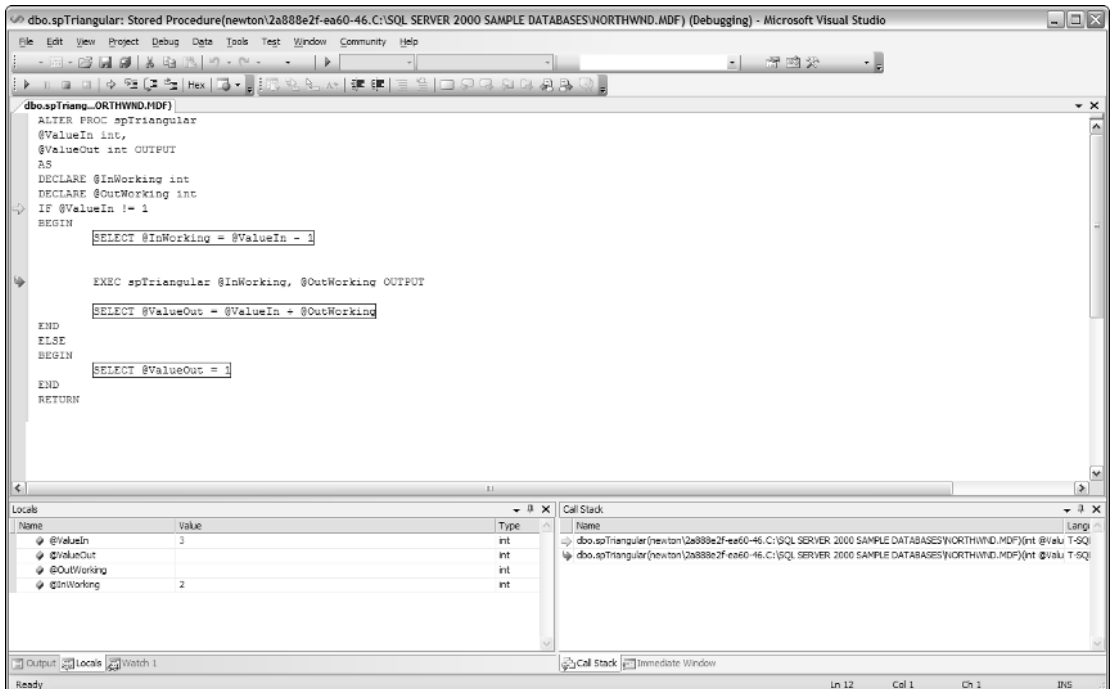 dbo.spTriangular: Stored Procedure(newton\2a888e2f-ea60-46.C:\SQL SERVER 2000 SAMPLE DATABASES\NORTHWND.MDF) (Debugging) - Microsoft Visual Studio
File Edit View Project Debug Data Tools Test Window Community Help
Hex
dbo.spTriang...ORTHWND.MDF)
ALTER PROC spTriangular
@ValueIn int,
@ValueOut int OUTPUT
AS
DECLARE @InWorking int
DECLARE @OutWorking int
IF @ValueIn != 1
BEGIN
SELECT @InWorking = @ValueIn - 1
EXEC spTriangular @InWorking, @OutWorking OUTPUT
SELECT @ValueOut = @ValueIn + @OutWorking
END
ELSE
BEGIN
SELECT @ValueOut = 1
END
RETURN
Locals
Name Value Type
@ValueIn 3 int
@ValueOut int
@OutWorking int
@InWorking 2 int
Output Locals Watch 1
Call Stack
Name Langu
dbo.spTriangular(newton\2a888e2f-ea60-46.C:\SQL SERVER 2000 SAMPLE DATABASES\NORTHWND.MDF)(int @Valu T-SQL
dbo.spTriangular(newton\2a888e2f-ea60-46.C:\SQL SERVER 2000 SAMPLE DATABASES\NORTHWND.MDF)(int @Valu T-SQL
Call Stack Immediate Window
Ready Ln 12 Col 1 Ch 1 INS